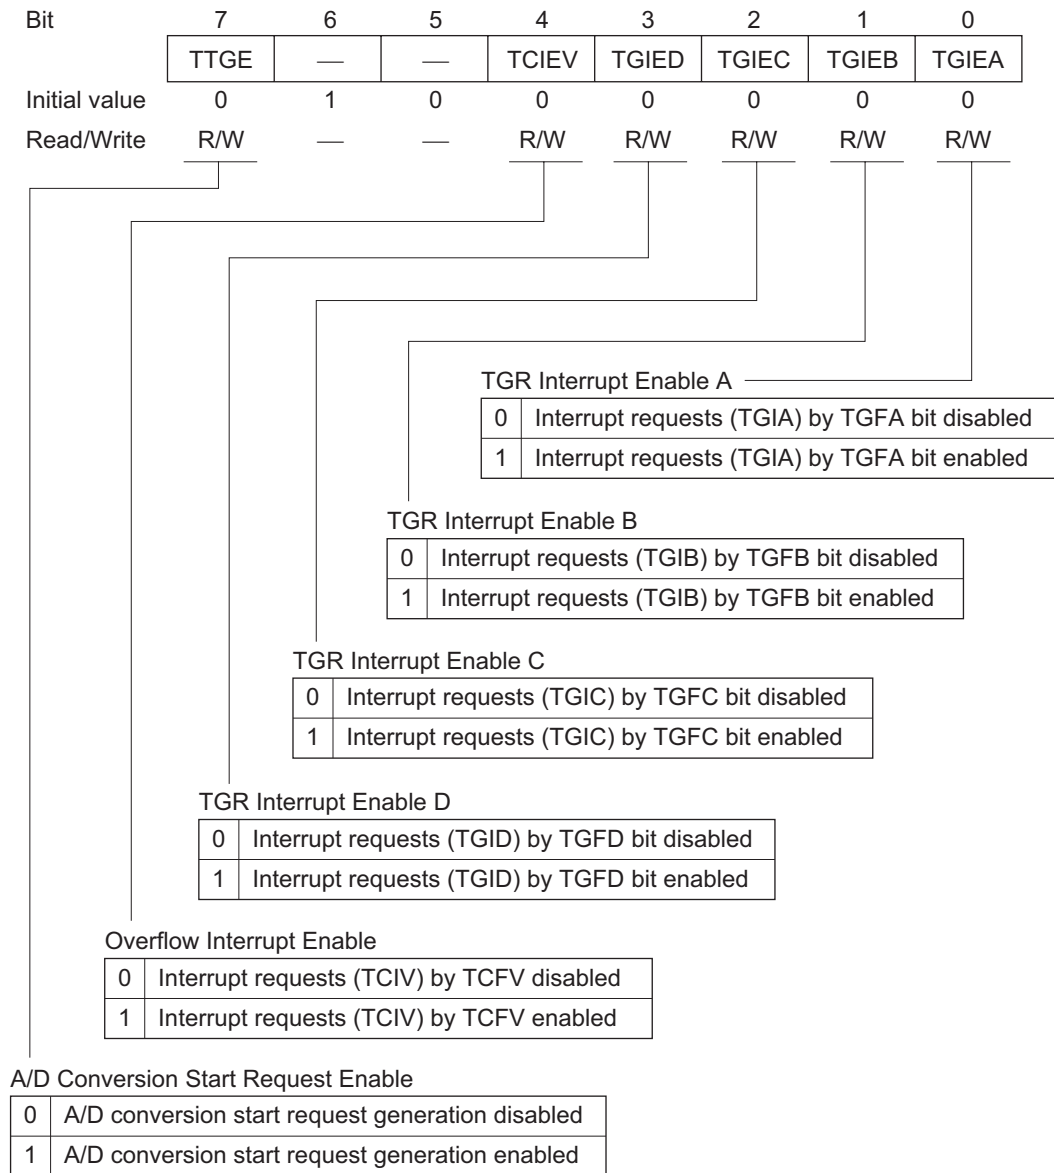 Bit 7 6 5 4 3 2 1 0
TTGE — — TCIEV TGIED TGIEC TGIEB TGIEA
Initial value 0 1 0 0 0 0 0 0
Read/Write R/W — — R/W R/W R/W R/W R/W
TGR Interrupt Enable A
0 Interrupt requests (TGIA) by TGFA bit disabled
1 Interrupt requests (TGIA) by TGFA bit enabled
TGR Interrupt Enable B
0 Interrupt requests (TGIB) by TGFB bit disabled
1 Interrupt requests (TGIB) by TGFB bit enabled
TGR Interrupt Enable C
0 Interrupt requests (TGIC) by TGFC bit disabled
1 Interrupt requests (TGIC) by TGFC bit enabled
TGR Interrupt Enable D
0 Interrupt requests (TGID) by TGFD bit disabled
1 Interrupt requests (TGID) by TGFD bit enabled
Overflow Interrupt Enable
0 Interrupt requests (TCIV) by TCFV disabled
1 Interrupt requests (TCIV) by TCFV enabled
A/D Conversion Start Request Enable
0 A/D conversion start request generation disabled
1 A/D conversion start request generation enabled